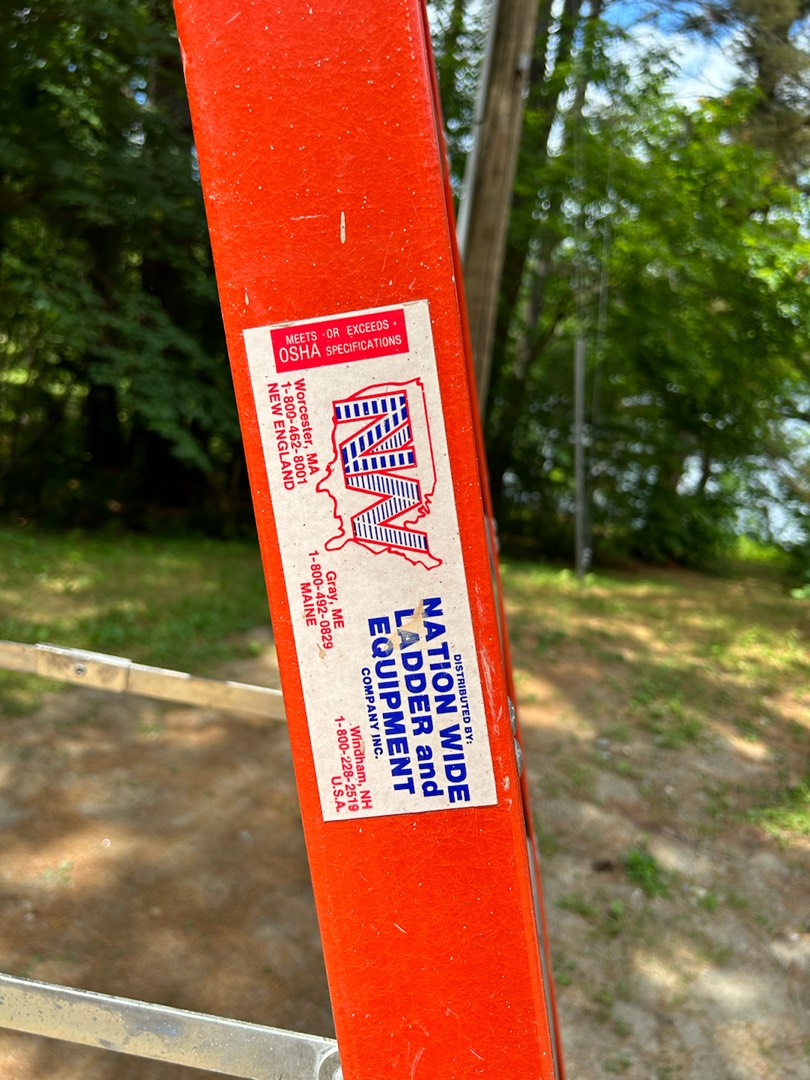 MEETS OR EXCEEDS
OSHA SPECIFICATIONS
NW
DISTRIBUTED BY:
NATION WIDE
LADDER and
EQUIPMENT
COMPANY INC.
Worcester, MA
1-800-462-8001
NEW ENGLAND
Gray, ME
1-800-492-0829
MAINE
Windham, NH
1-800-228-2519
U.S.A.